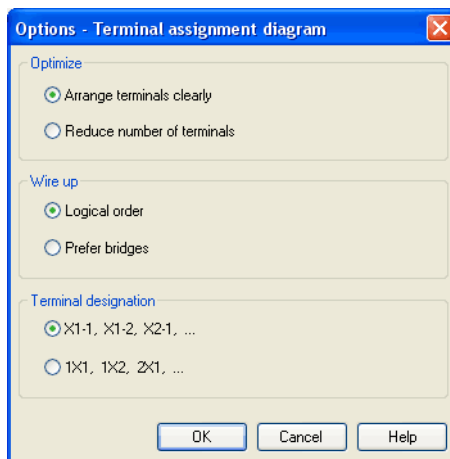 Options - Terminal assignment diagram
Optimize
Arrange terminals clearly
Reduce number of terminals
Wire up
Logical order
Prefer bridges
Terminal designation
X1-1, X1-2, X2-1, ...
1X1, 1X2, 2X1, ...
OK Cancel Help